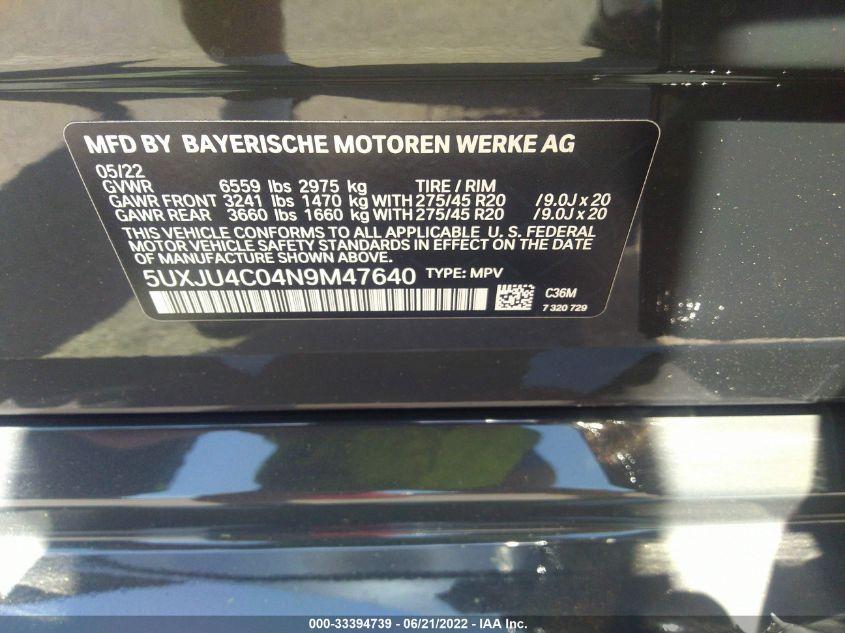 MFD BY BAYERISCHE MOTOREN WERKE AG
05/22
GVWR 6559 lbs 2975 kg TIRE / RIM
GAWR FRONT 3241 lbs 1470 kg WITH 275/45 R20 /9.0J x 20
GAWR REAR 3660 lbs 1660 kg WITH 275/45 R20 /9.0J x 20
THIS VEHICLE CONFORMS TO ALL APPLICABLE U. S. FEDERAL
MOTOR VEHICLE SAFETY STANDARDS IN EFFECT ON THE DATE
OF MANUFACTURE SHOWN ABOVE.
5UXJU4C04N9M47640 TYPE: MPV
C36M
7 320 729
000-33394739 - 06/21/2022 - IAA Inc.